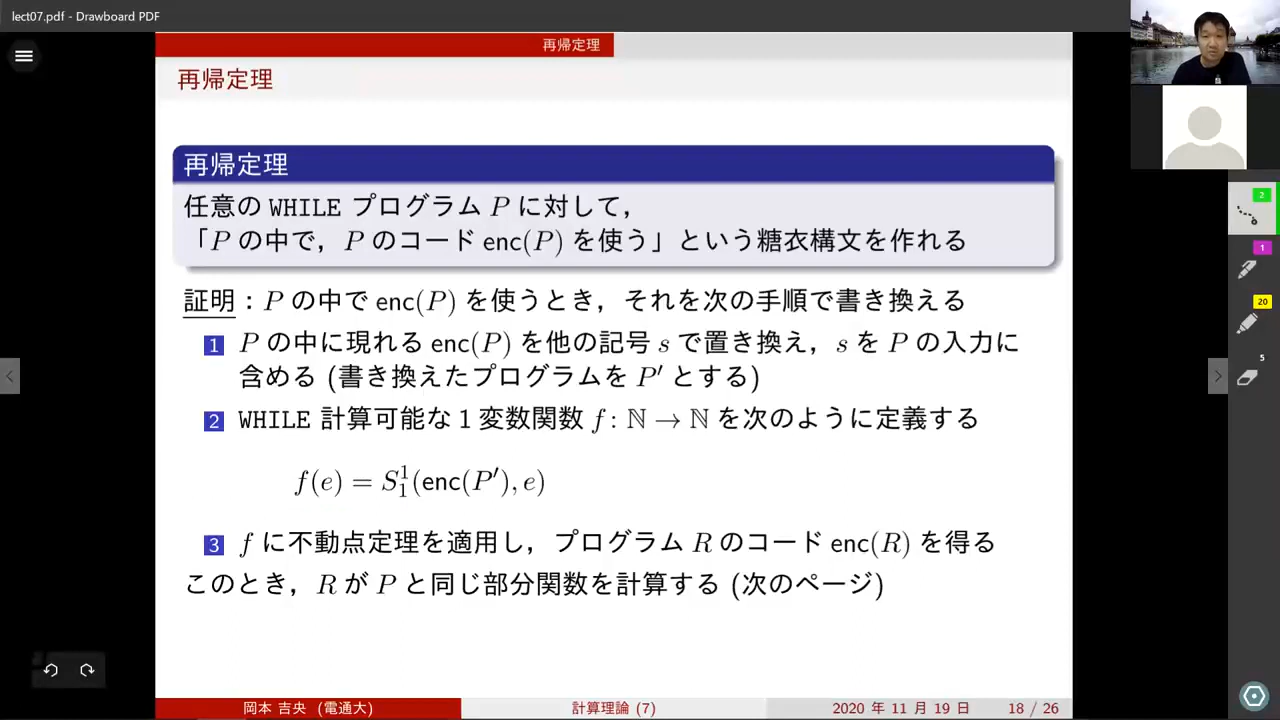 lect07.pdf - Drawboard PDF
再帰定理
再帰定理
再帰定理
任意の WHILE プログラム P に対して，
「P の中で，P のコード enc(P) を使う」という糖衣構文を作れる
証明：P の中で enc(P) を使うとき，それを次の手順で書き換える
1 P の中に現れる enc(P) を他の記号 s で置き換え，s を P の入力に
含める (書き換えたプログラムを P′ とする)
2 WHILE 計算可能な 1 変数関数 f: ℕ → ℕ を次のように定義する
f(e) = S₁¹(enc(P′), e)
3 f に不動点定理を適用し，プログラム R のコード enc(R) を得る
このとき，R が P と同じ部分関数を計算する (次のページ)
岡本 吉央 (電通大)
計算理論 (7)
2020 年 11 月 19 日
18 / 26
2
1
20
5